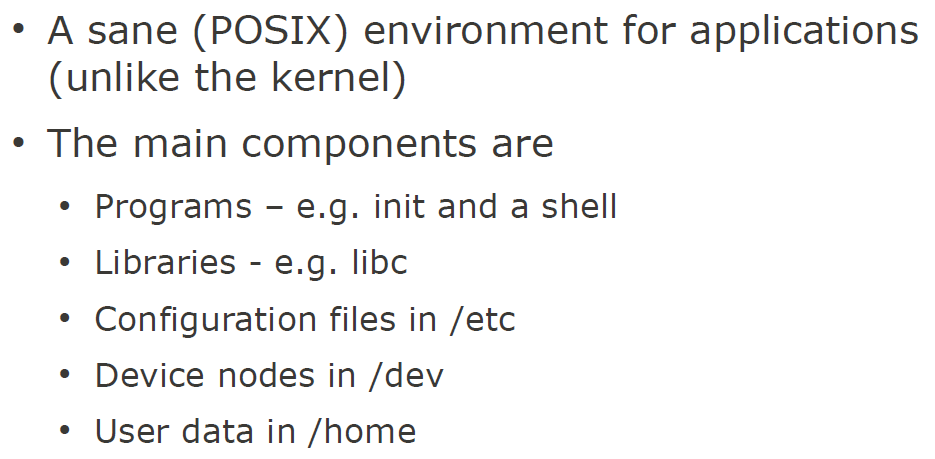 • A sane (POSIX) environment for applications
(unlike the kernel)
• The main components are
• Programs – e.g. init and a shell
• Libraries - e.g. libc
• Configuration files in /etc
• Device nodes in /dev
• User data in /home